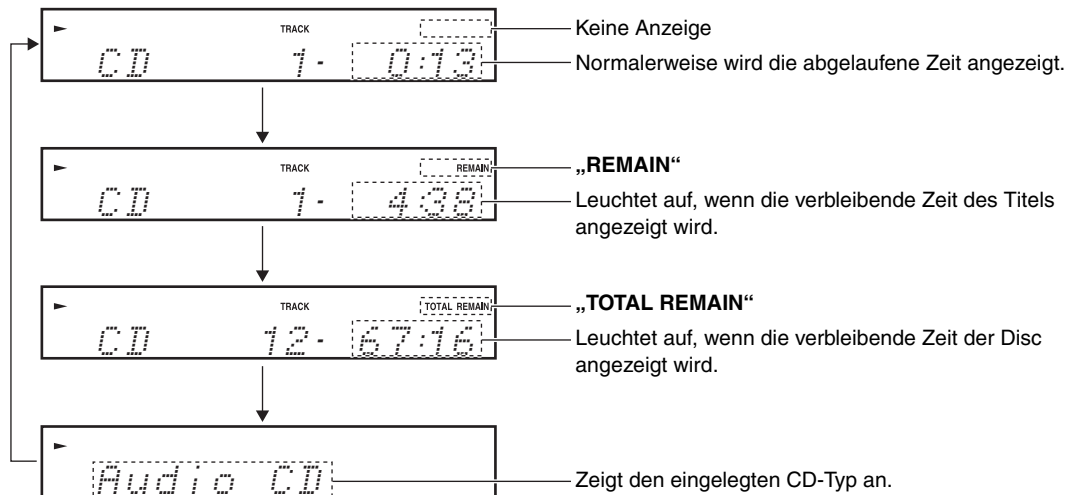 TRACK
Keine Anzeige
CD 1- 0:13
Normalerweise wird die abgelaufene Zeit angezeigt.
TRACK REMAIN
„REMAIN“
CD 1- 4:38
Leuchtet auf, wenn die verbleibende Zeit des Titels
angezeigt wird.
TRACK TOTAL REMAIN
„TOTAL REMAIN“
CD 12- 67:16
Leuchtet auf, wenn die verbleibende Zeit der Disc
angezeigt wird.
Audio CD
Zeigt den eingelegten CD-Typ an.